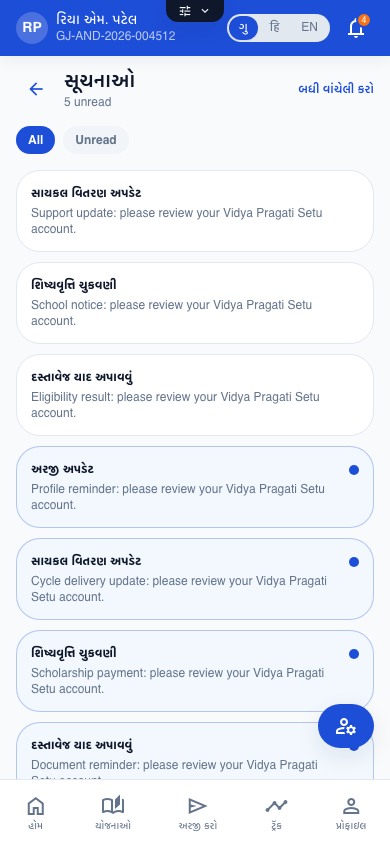 RP
રિયા એમ. પટેલ
GJ-AND-2026-004512
ગુ
હિ
EN
4
સૂચનાઓ
5 unread
બધી વાંચેલી કરો
All
Unread
સાયકલ વિતરણ અપડેટ
Support update: please review your Vidya Pragati Setu
account.
શિષ્યવૃત્તિ ચુકવણી
School notice: please review your Vidya Pragati Setu
account.
દસ્તાવેજ યાદ અપાવવું
Eligibility result: please review your Vidya Pragati Setu
account.
અરજી અપડેટ
Profile reminder: please review your Vidya Pragati Setu
account.
સાયકલ વિતરણ અપડેટ
Cycle delivery update: please review your Vidya Pragati
Setu account.
શિષ્યવૃત્તિ ચુકવણી
Scholarship payment: please review your Vidya Pragati
Setu account.
દસ્તાવેજ યાદ અપાવવું
Document reminder: please review your Vidya Pragati
Setu account.
હોમ
યોજનાઓ
અરજી કરો
ટ્રૅક
પ્રોફાઇલ